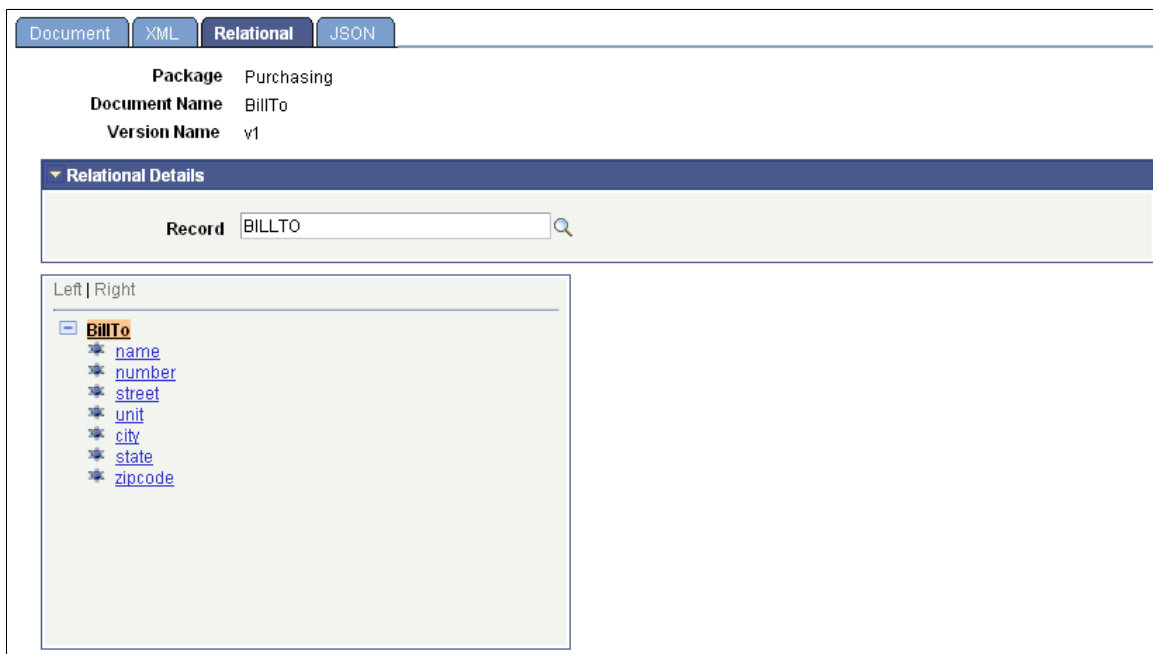 Document XML Relational JSON
Package Purchasing
Document Name BillTo
Version Name v1
Relational Details
Record BILLTO
Left | Right
BillTo
name
number
street
unit
city
state
zipcode